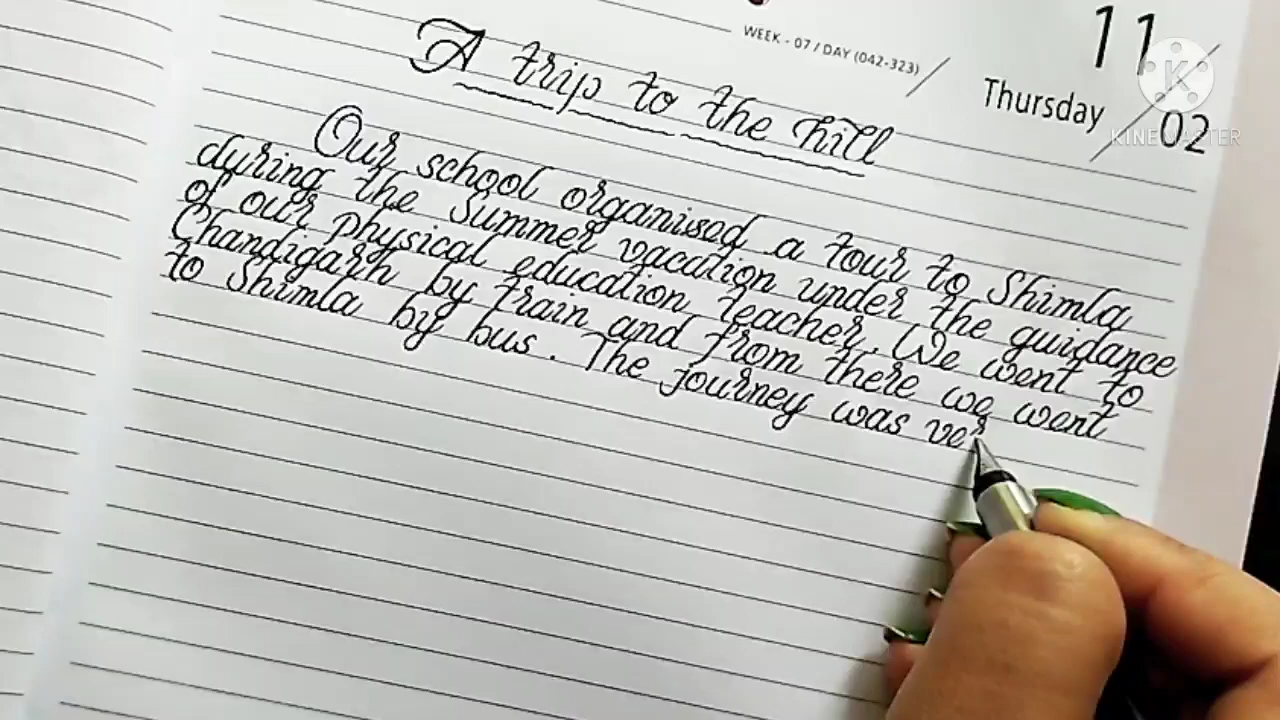 WEEK - 07 / DAY (042-323)
11
Thursday
02
KINEMASTER
A trip to the hill
Our school organised a tour to Shimla
during the Summer vacation under the guidance
of our physical education teacher. We went to
Chandigarh by train and from there we went
to Shimla by bus. The journey was ver